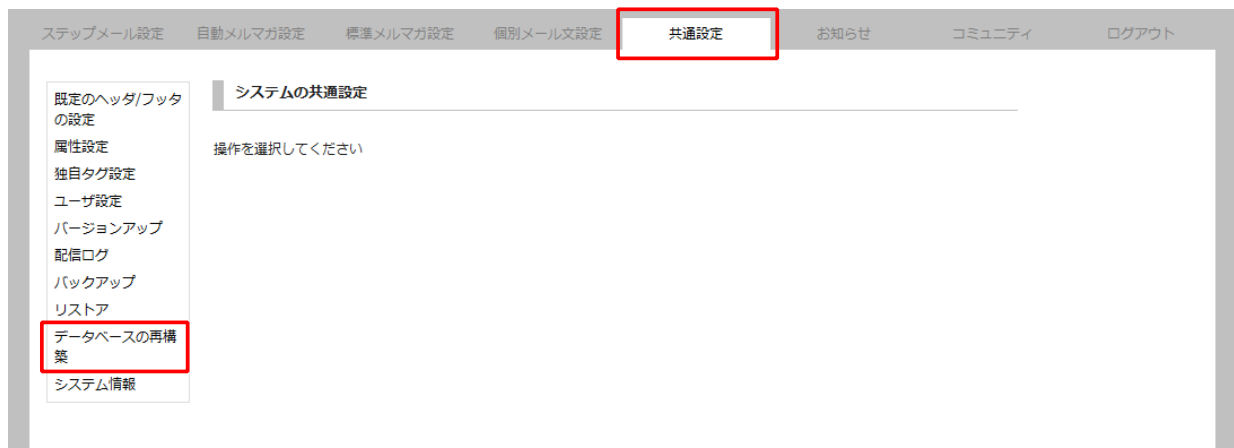 ステップメール設定 自動メルマガ設定 標準メルマガ設定 個別メール文設定 共通設定 お知らせ コミュニティ ログアウト
システムの共通設定
操作を選択してください
既定のヘッダ/フッタ
の設定
属性設定
独自タグ設定
ユーザ設定
バージョンアップ
配信ログ
バックアップ
リストア
データベースの再構
築
システム情報